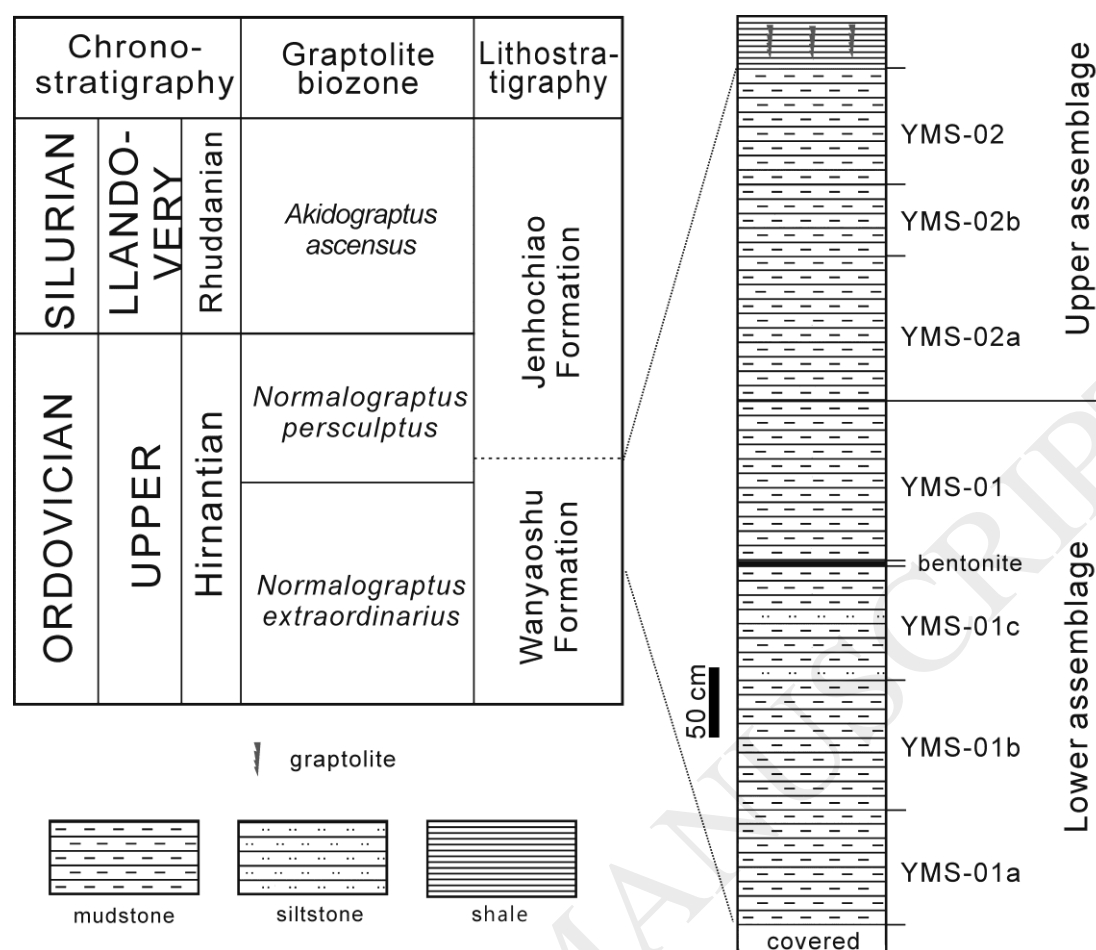 Chrono-
stratigraphy
Graptolite
biozone
Lithostra-
tigraphy
SILURIAN
LLANDO-
VERY
Rhuddanian
Akidograptus
ascensus
Jenhochiao
Formation
ORDOVICIAN
UPPER
Hirnantian
Normalograptus
persculptus
Normalograptus
extraordinarius
Wanyaoshu
Formation
graptolite
mudstone
siltstone
shale
50 cm
YMS-02
YMS-02b
YMS-02a
YMS-01
bentonite
YMS-01c
YMS-01b
YMS-01a
covered
Upper assemblage
Lower assemblage
MANUSCRIPT